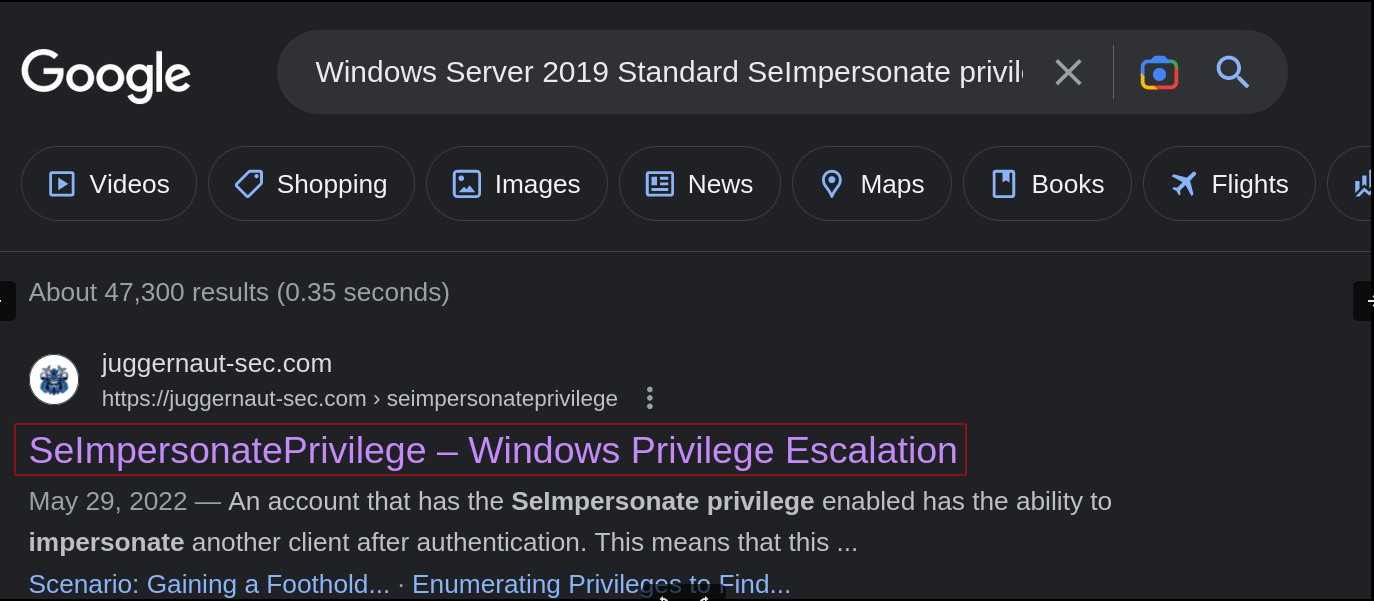 Google
Windows Server 2019 Standard SeImpersonate privil
Videos Shopping Images News Maps Books Flights
About 47,300 results (0.35 seconds)
juggernaut-sec.com
https://juggernaut-sec.com › seimpersonateprivilege
SeImpersonatePrivilege – Windows Privilege Escalation
May 29, 2022 — An account that has the SeImpersonate privilege enabled has the ability to
impersonate another client after authentication. This means that this ...
Scenario: Gaining a Foothold... · Enumerating Privileges to Find...